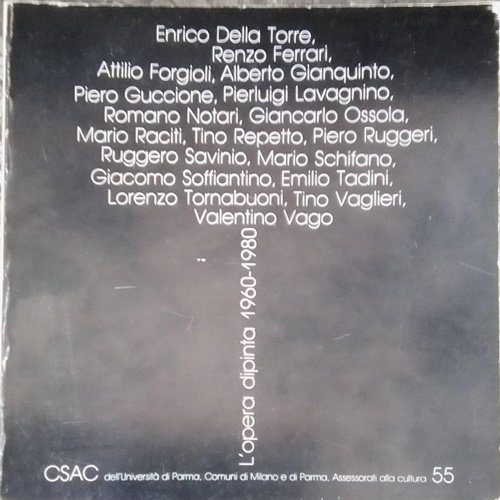 Enrico Della Torre,
Renzo Ferrari,
Attilio Forgioli, Alberto Gianquinto,
Piero Guccione, Pierluigi Lavagnino,
Romano Notari, Giancarlo Ossola,
Mario Raciti, Tino Repetto, Piero Ruggeri,
Ruggero Savinio, Mario Schifano,
Giacomo Soffiantino, Emilio Tadini,
Lorenzo Tornabuoni, Tino Vaglieri,
Valentino Vago
L'opera dipinta 1960-1980
CSAC dell'Università di Parma, Comuni di Milano e di Parma, Assessorati alla cultura 55